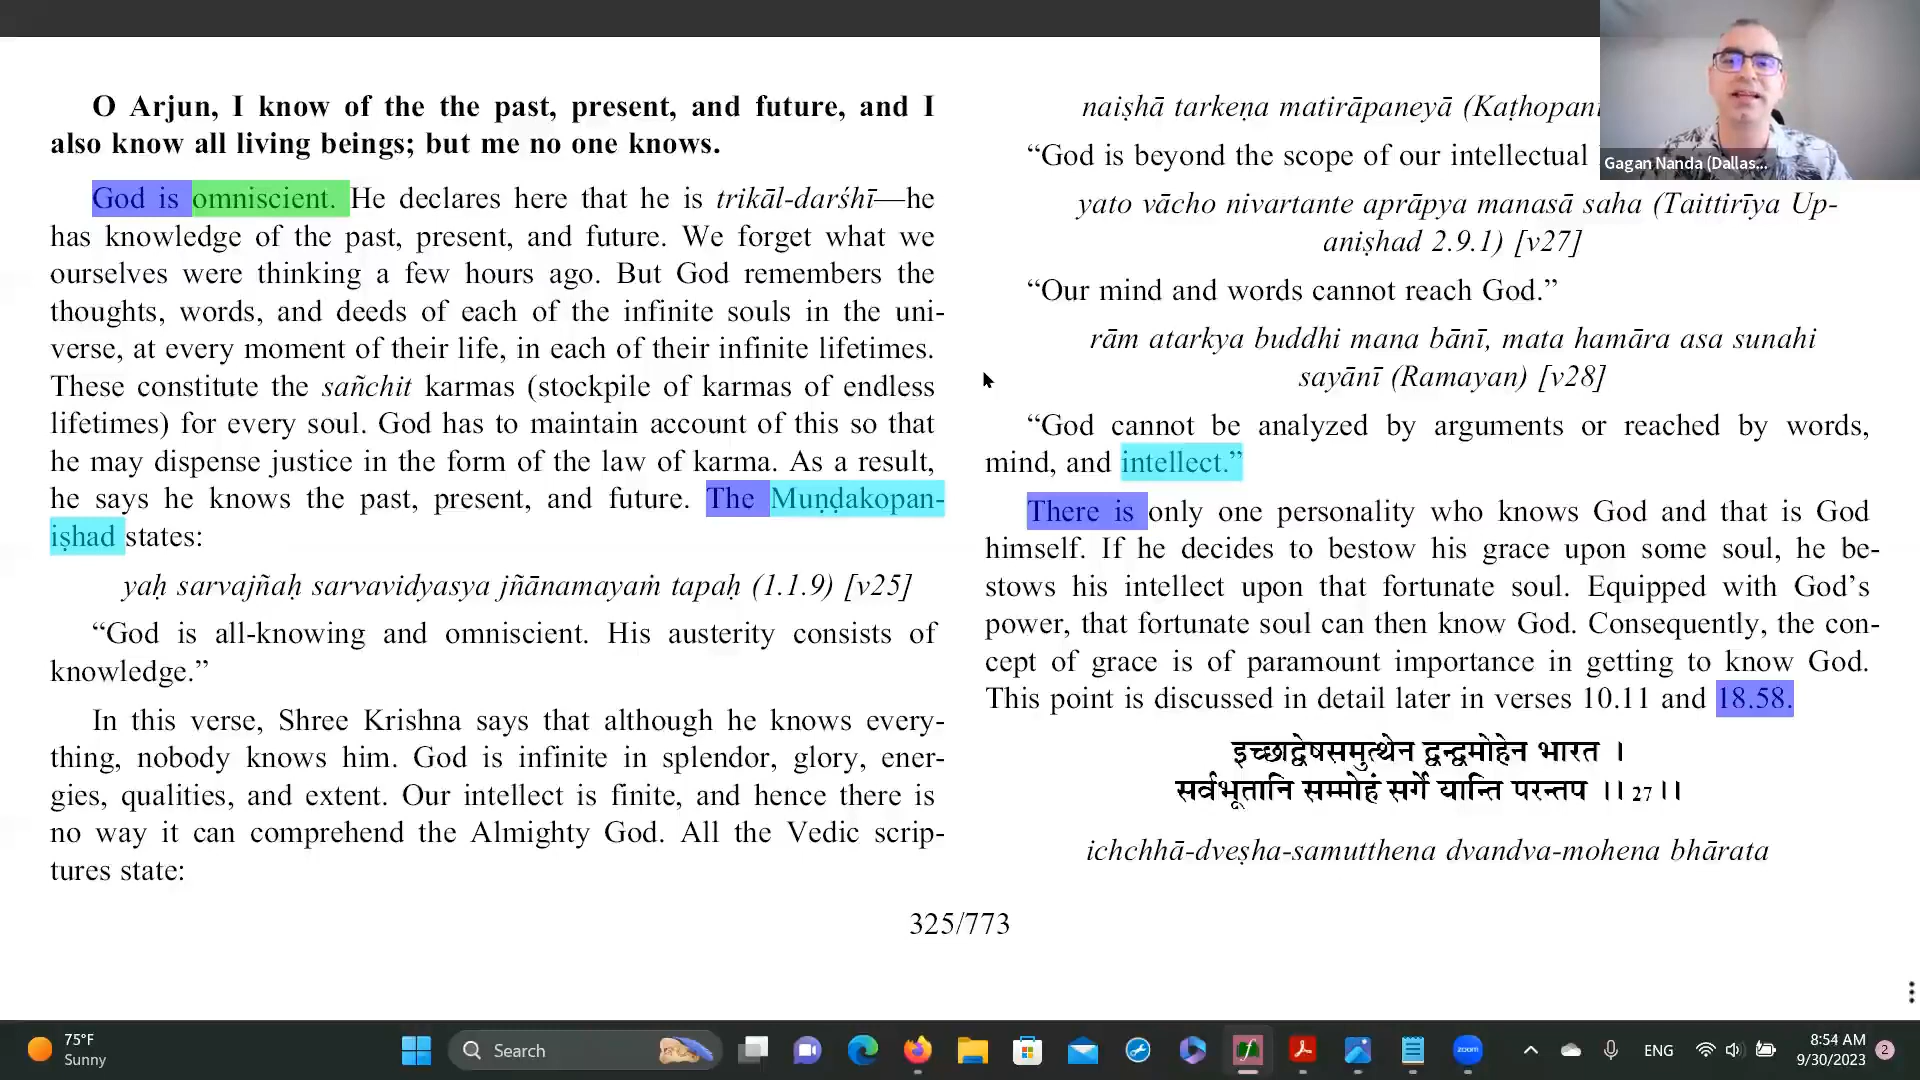 O Arjun, I know of the the past, present, and future, and I
also know all living beings; but me no one knows.
God is omniscient. He declares here that he is trikāl-darśhī—he
has knowledge of the past, present, and future. We forget what we
ourselves were thinking a few hours ago. But God remembers the
thoughts, words, and deeds of each of the infinite souls in the uni-
verse, at every moment of their life, in each of their infinite lifetimes.
These constitute the sañchit karmas (stockpile of karmas of endless
lifetimes) for every soul. God has to maintain account of this so that
he may dispense justice in the form of the law of karma. As a result,
he says he knows the past, present, and future. The Muṇḍakopan-
iṣhad states:
yaḥ sarvajñaḥ sarvavidyasya jñānamayaṁ tapaḥ (1.1.9) [v25]
“God is all-knowing and omniscient. His austerity consists of
knowledge.”
In this verse, Shree Krishna says that although he knows every-
thing, nobody knows him. God is infinite in splendor, glory, ener-
gies, qualities, and extent. Our intellect is finite, and hence there is
no way it can comprehend the Almighty God. All the Vedic scrip-
tures state:
naiṣhā tarkeṇa matirāpaneyā (Kaṭhopani
“God is beyond the scope of our intellectual
yato vācho nivartante aprāpya manasā saha (Taittirīya Up-
aniṣhad 2.9.1) [v27]
“Our mind and words cannot reach God.”
rām atarkya buddhi mana bānī, mata hamāra asa sunahi
sayānī (Ramayan) [v28]
“God cannot be analyzed by arguments or reached by words,
mind, and intellect.”
There is only one personality who knows God and that is God
himself. If he decides to bestow his grace upon some soul, he be-
stows his intellect upon that fortunate soul. Equipped with God’s
power, that fortunate soul can then know God. Consequently, the con-
cept of grace is of paramount importance in getting to know God.
This point is discussed in detail later in verses 10.11 and 18.58.
इच्छाद्वेषसमुत्थेन द्वन्द्वमोहेन भारत ।
सर्वभूतानि सम्मोहं सर्गे यान्ति परन्तप ।। 27 ।।
ichchhā-dveṣha-samutthena dvandva-mohena bhārata
325/773
Gagan Nanda (Dallas...
75°F
Sunny
Search
zoom
ENG
8:54 AM
9/30/2023
2